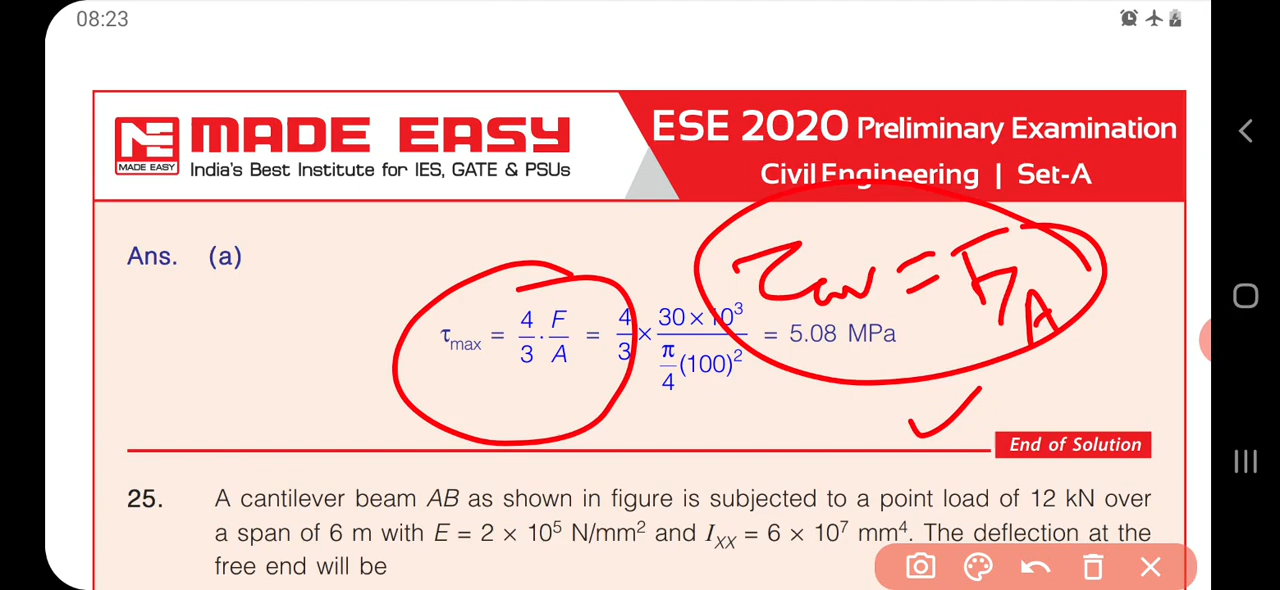 08:23
MADE EASY
MADE EASY
India's Best Institute for IES, GATE & PSUs
ESE 2020 Preliminary Examination
Civil Engineering | Set-A
Ans. (a)
τmax = 4/3 · F/A = 4/3 × 30 × 10³ / π/4 (100)² = 5.08 MPa
τav = F/A
End of Solution
25. A cantilever beam AB as shown in figure is subjected to a point load of 12 kN over
a span of 6 m with E = 2 × 10⁵ N/mm² and IXX = 6 × 10⁷ mm⁴. The deflection at the
free end will be